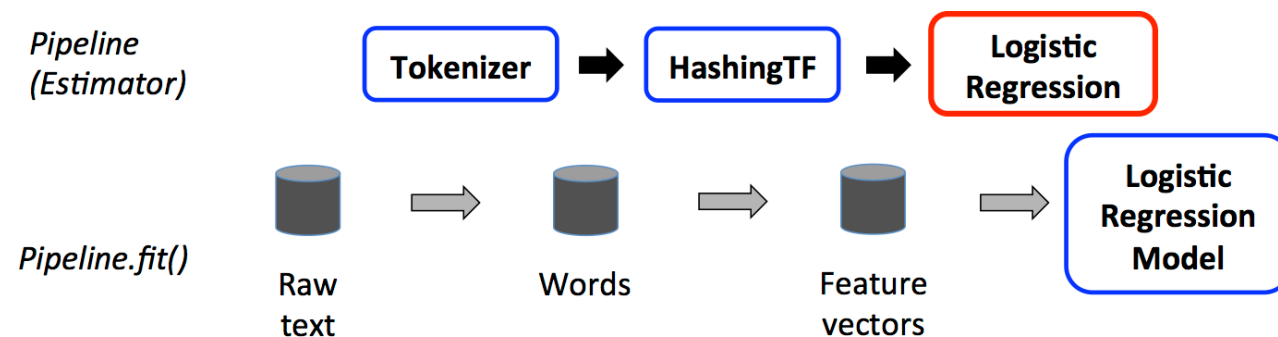 Pipeline
(Estimator)
Tokenizer
HashingTF
Logistic
Regression
Pipeline.fit()
Raw
text
Words
Feature
vectors
Logistic
Regression
Model